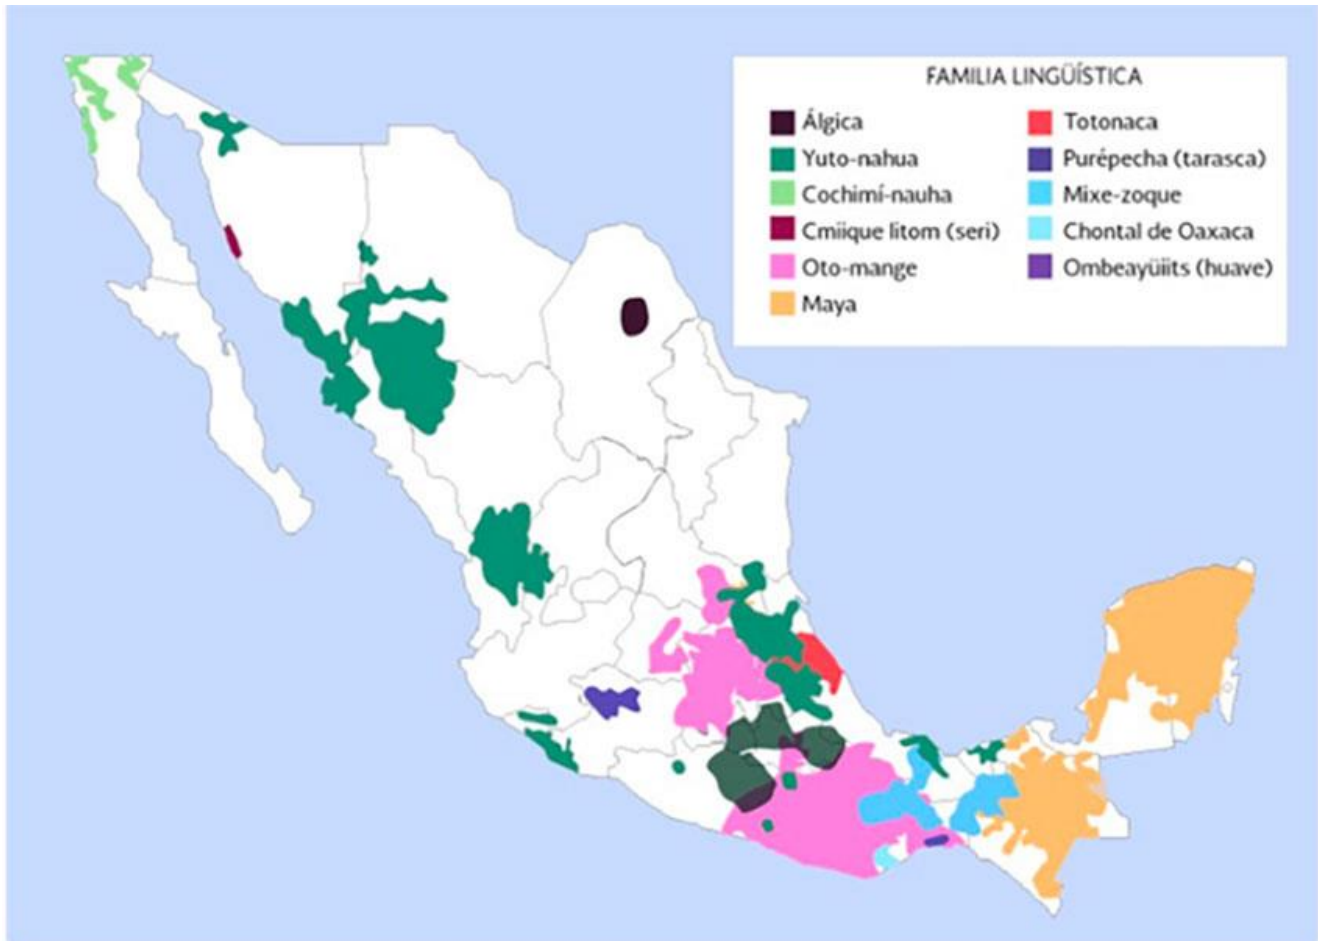 FAMILIA LINGÜÍSTICA
Álgica
Yuto-nahua
Cochimí-nauha
Cmiique litom (seri)
Oto-mange
Maya
Totonaca
Purépecha (tarasca)
Mixe-zoque
Chontal de Oaxaca
Ombeayüiits (huave)